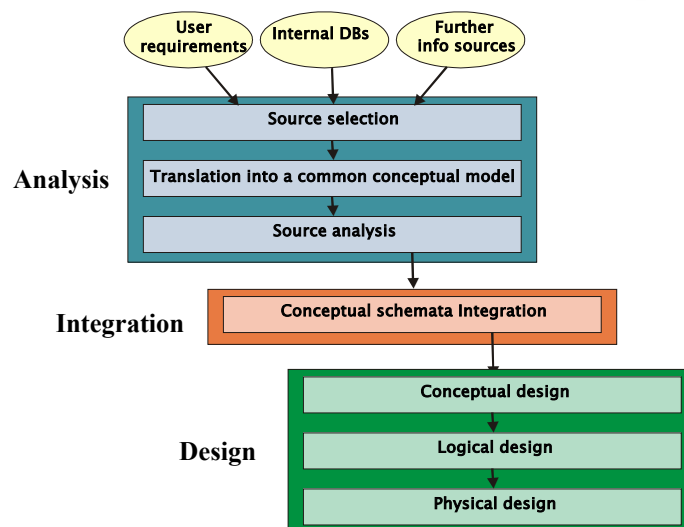 User
requirements
Internal DBs
Further
info sources
Source selection
Analysis
Translation into a common conceptual model
Source analysis
Integration
Conceptual schemata Integration
Conceptual design
Design
Logical design
Physical design